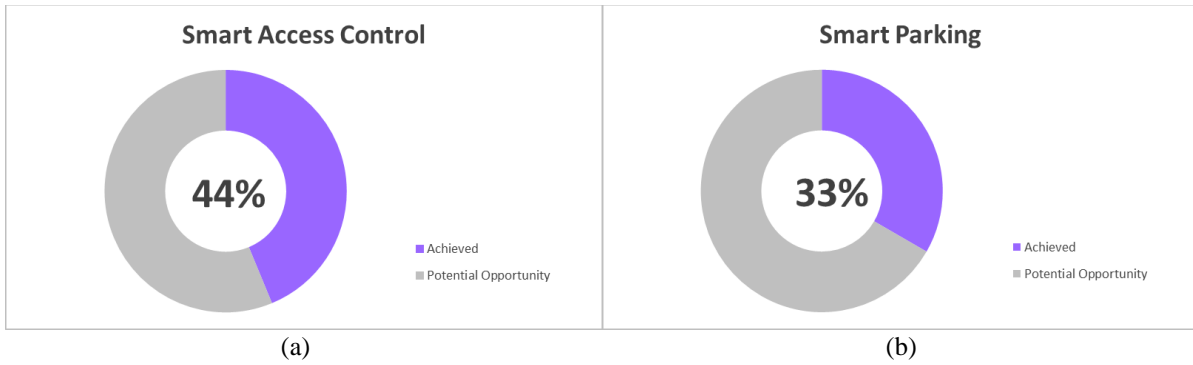 Smart Access Control
44%
Achieved
Potential Opportunity
(a)
Smart Parking
33%
Achieved
Potential Opportunity
(b)